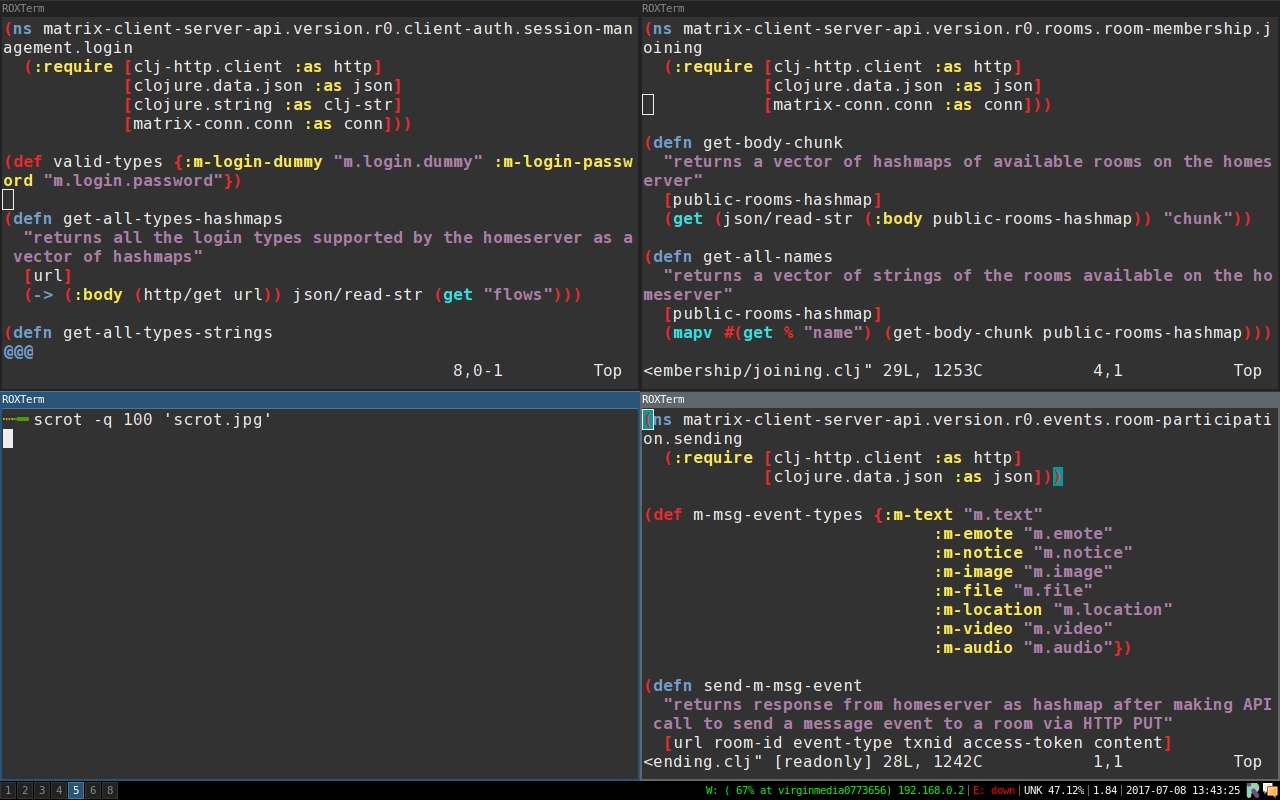 ROXTerm
(ns matrix-client-server-api.version.r0.client-auth.session-man
agement.login
(:require [clj-http.client :as http]
[clojure.data.json :as json]
[clojure.string :as clj-str]
[matrix-conn.conn :as conn]))
(def valid-types {:m-login-dummy "m.login.dummy" :m-login-passw
ord "m.login.password"})
(defn get-all-types-hashmaps
"returns all the login types supported by the homeserver as a
vector of hashmaps"
[url]
(-> (:body (http/get url)) json/read-str (get "flows")))
(defn get-all-types-strings
@@@
8,0-1 Top
ROXTerm
(ns matrix-client-server-api.version.r0.rooms.room-membership.j
oining
(:require [clj-http.client :as http]
[clojure.data.json :as json]
[matrix-conn.conn :as conn]))
(defn get-body-chunk
"returns a vector of hashmaps of available rooms on the homes
erver"
[public-rooms-hashmap]
(get (json/read-str (:body public-rooms-hashmap)) "chunk"))
(defn get-all-names
"returns a vector of strings of the rooms available on the ho
meserver"
[public-rooms-hashmap]
(mapv #(get % "name") (get-body-chunk public-rooms-hashmap)))
<embership/joining.clj" 29L, 1253C 4,1 Top
ROXTerm
scrot -q 100 'scrot.jpg'
ROXTerm
(ns matrix-client-server-api.version.r0.events.room-participati
on.sending
(:require [clj-http.client :as http]
[clojure.data.json :as json]))
(def m-msg-event-types {:m-text "m.text"
:m-emote "m.emote"
:m-notice "m.notice"
:m-image "m.image"
:m-file "m.file"
:m-location "m.location"
:m-video "m.video"
:m-audio "m.audio"})
(defn send-m-msg-event
"returns response from homeserver as hashmap after making API
call to send a message event to a room via HTTP PUT"
[url room-id event-type txnid access-token content]
<ending.clj" [readonly] 28L, 1242C 1,1 Top
1 2 3 4 5 6 8
W: ( 67% at virginmedia0773656) 192.168.0.2 | E: down | UNK 47.12% | 1.84 | 2017-07-08 13:43:25